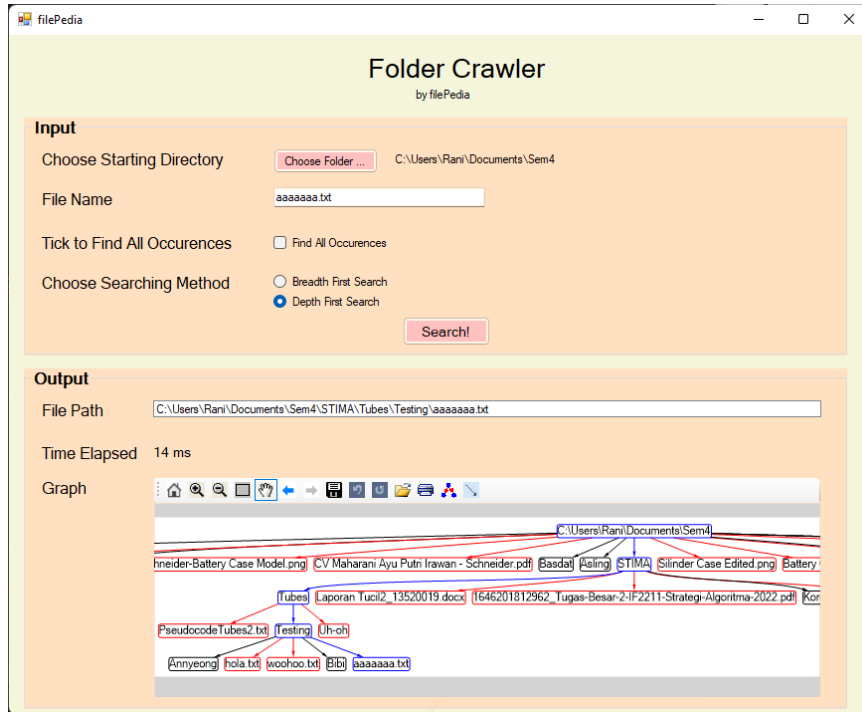 filePedia
Folder Crawler
by filePedia
Input
Choose Starting Directory
Choose Folder ...
C:\Users\Rani\Documents\Sem4
File Name
aaaaaaa.txt
Tick to Find All Occurences
Find All Occurences
Choose Searching Method
Breadth First Search
Depth First Search
Search!
Output
File Path
C:\Users\Rani\Documents\Sem4\STIMA\Tubes\Testing\aaaaaaa.txt
Time Elapsed
14 ms
Graph
C:\Users\Rani\Documents\Sem4
hneider-Battery Case Model.png
CV Maharani Ayu Putri Irawan - Schneider.pdf
Basdat
Asling
STIMA
Silinder Case Edited.png
Battery
Tubes
Laporan Tucil2_13520019.docx
1646201812962_Tugas-Besar-2-IF2211-Strategi-Algoritma-2022.pdf
Kor
PseudocodeTubes2.txt
Testing
Uh-oh
Annyeong
hola.txt
woohoo.txt
Bibi
aaaaaaa.txt